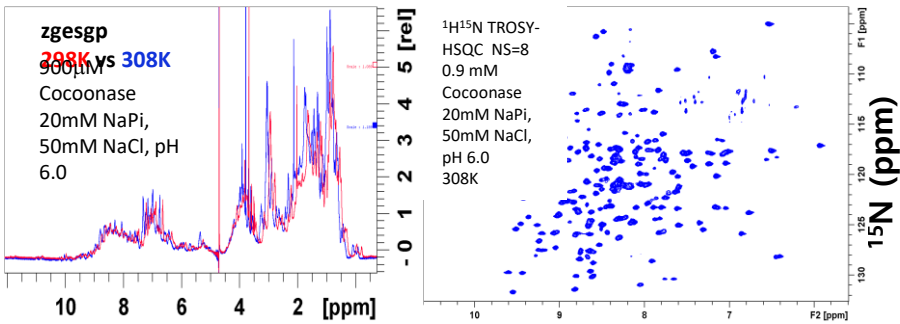 zgesgp
298K vs 308K
900µM
Cocoonase
20mM NaPi,
50mM NaCl, pH
6.0
[rel]
5
4
3
2
1
-0
10 8 6 4 2 [ppm]
¹H¹⁵N TROSY-
HSQC NS=8
0.9 mM
Cocoonase
20mM NaPi,
50mM NaCl,
pH 6.0
308K
F1 [ppm]
110
115
120
125
130
15N (ppm)
10 9 8 7 F2 [ppm]